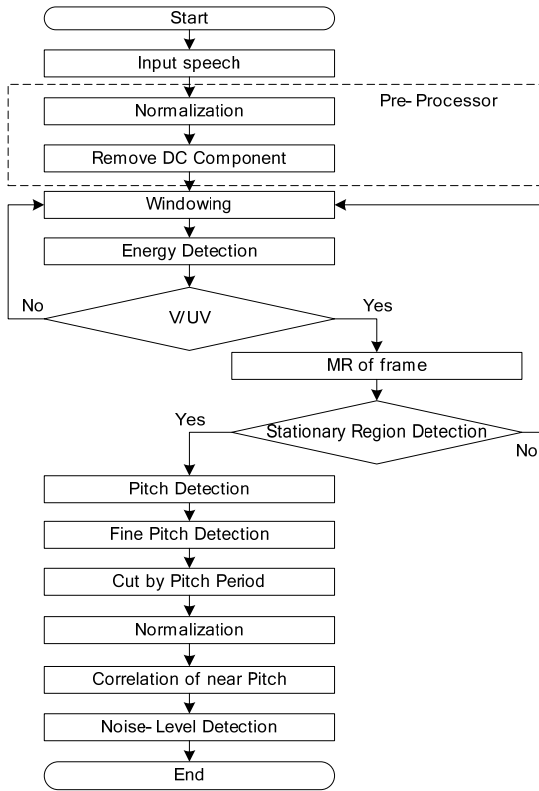 Start
Input speech
Pre-Processor
Normalization
Remove DC Component
Windowing
Energy Detection
No
V/UV
Yes
MR of frame
Yes
Stationary Region Detection
No
Pitch Detection
Fine Pitch Detection
Cut by Pitch Period
Normalization
Correlation of near Pitch
Noise-Level Detection
End